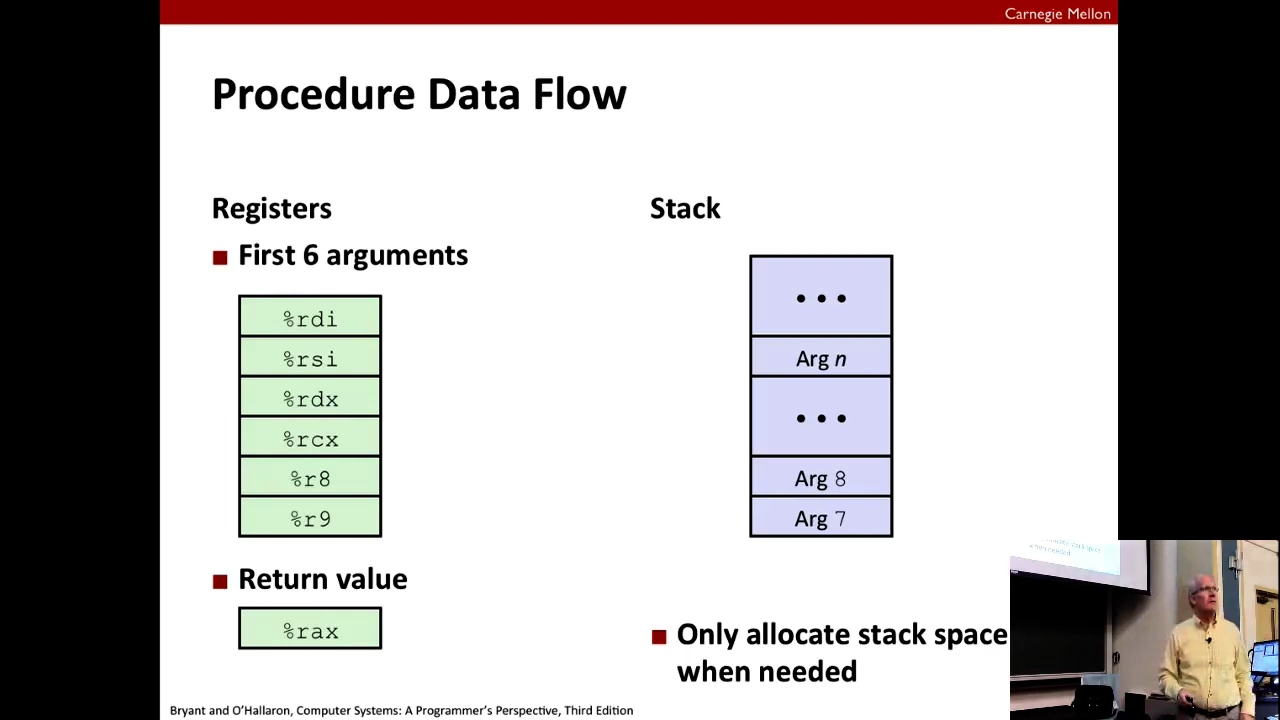 Carnegie Mellon
Procedure Data Flow
Registers
■ First 6 arguments
%rdi
%rsi
%rdx
%rcx
%r8
%r9
■ Return value
%rax
Stack
• • •
Arg n
• • •
Arg 8
Arg 7
■ Only allocate stack space
when needed
when needed
Bryant and O'Hallaron, Computer Systems: A Programmer's Perspective, Third Edition